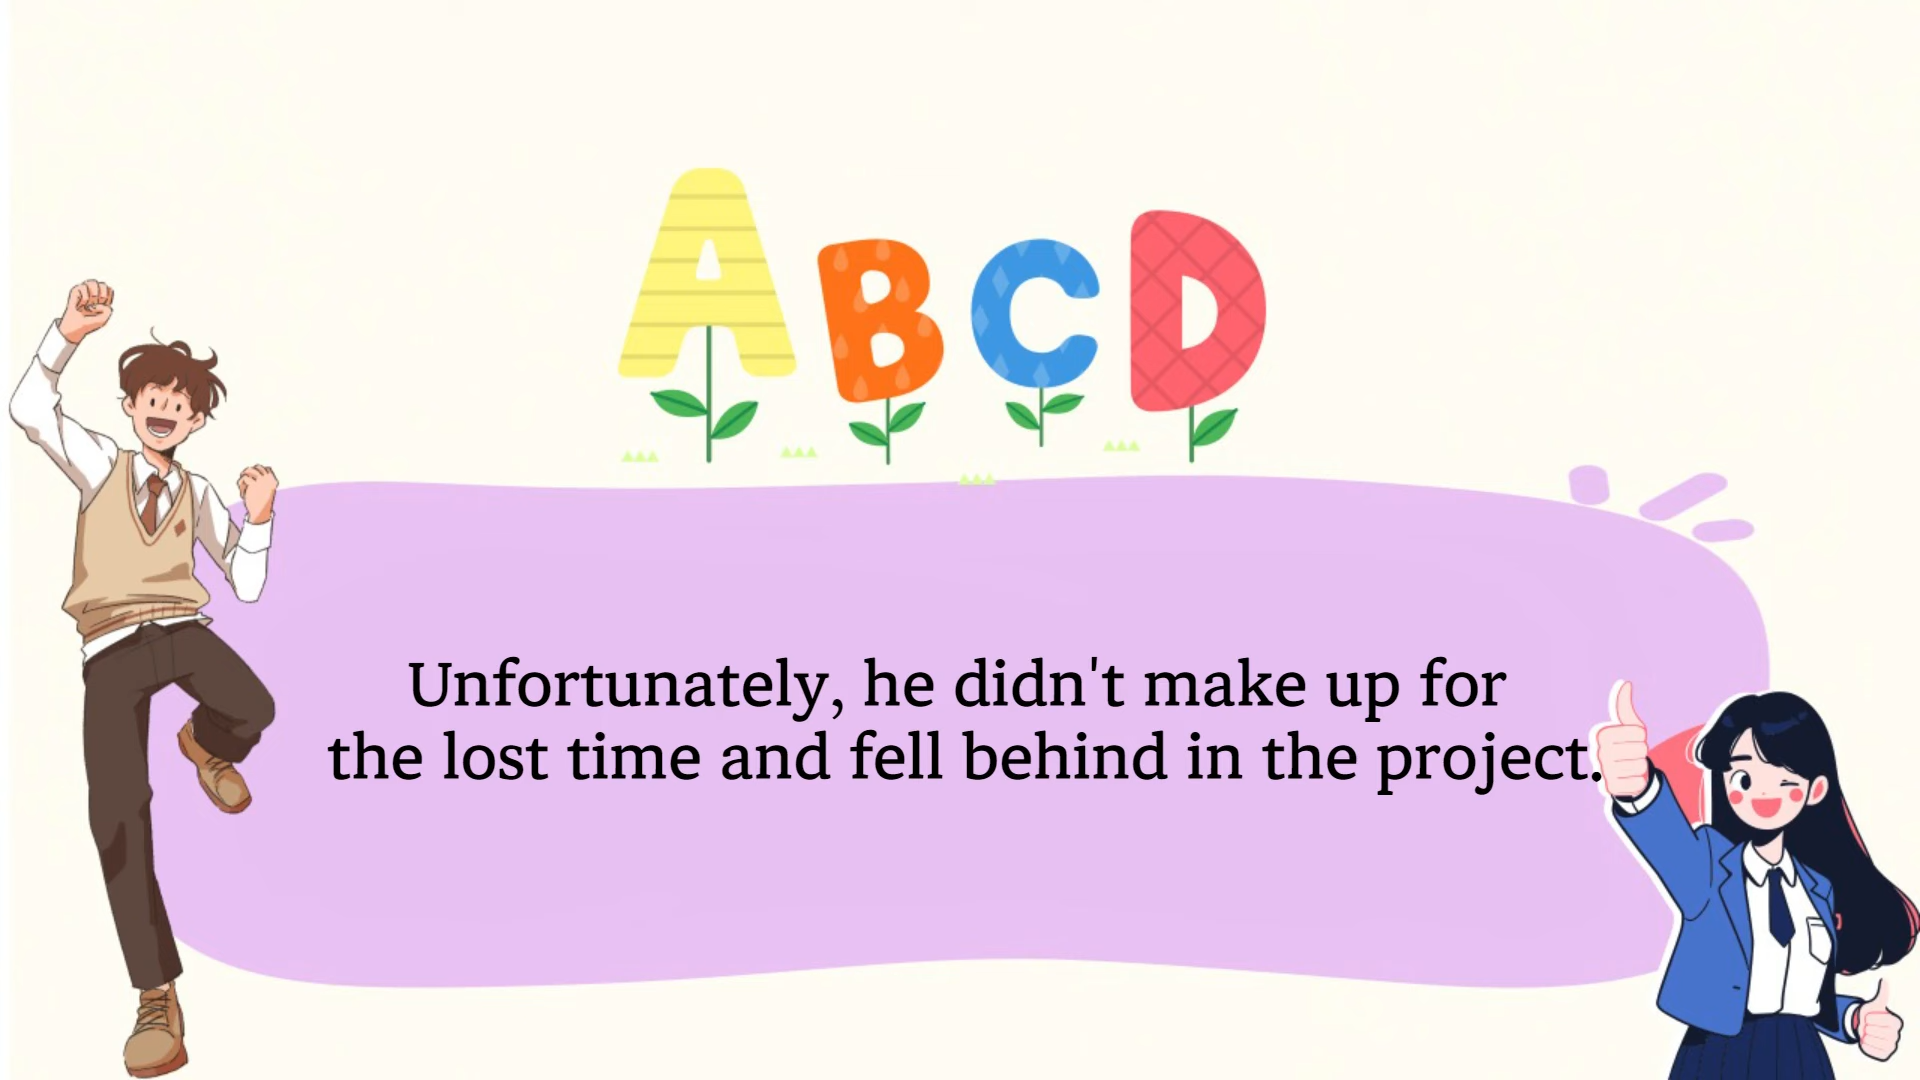 ABCD
Unfortunately, he didn't make up for
the lost time and fell behind in the project.